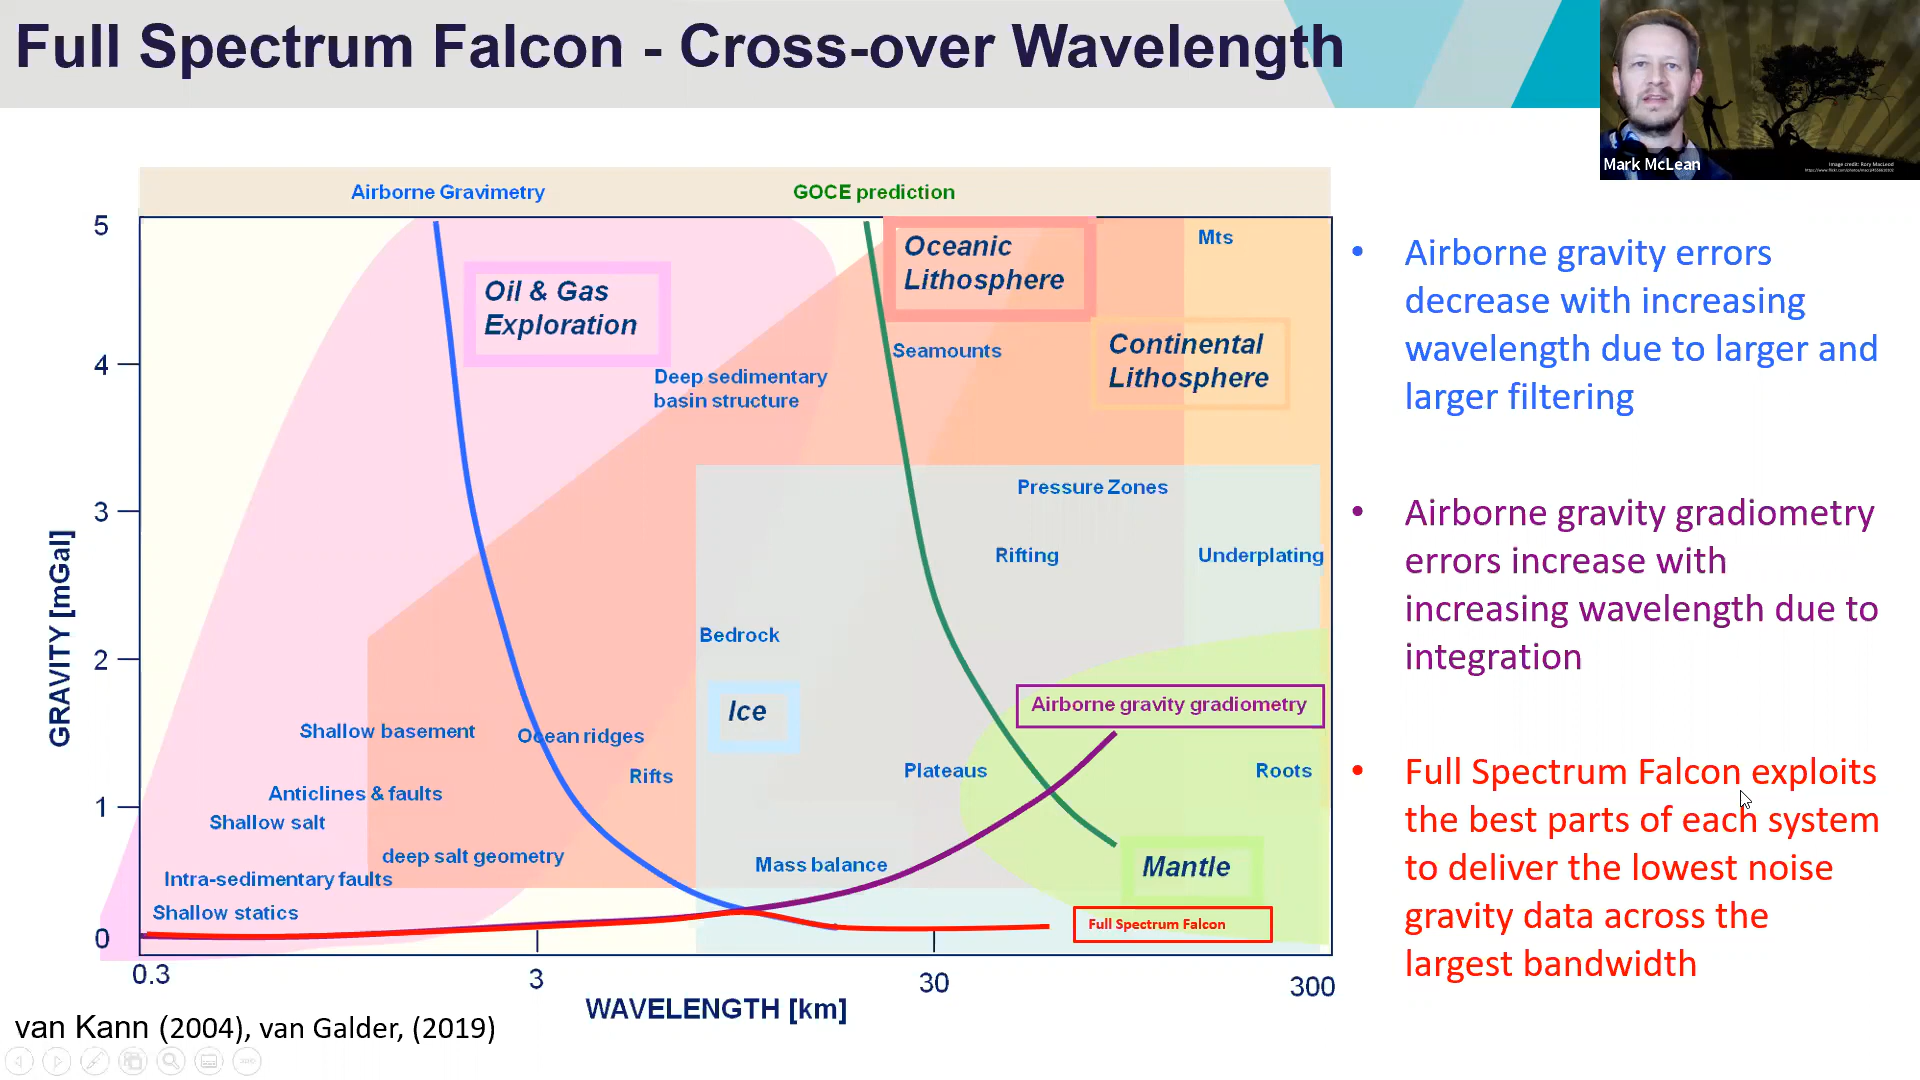 Full Spectrum Falcon - Cross-over Wavelength
Mark McLean
Airborne Gravimetry
GOCE prediction
5
4
3
2
1
0
GRAVITY [mGal]
Oil & Gas
Exploration
Oceanic
Lithosphere
Mts
Continental
Lithosphere
Seamounts
Deep sedimentary
basin structure
Pressure Zones
Rifting
Underplating
Bedrock
Ice
Airborne gravity gradiometry
Shallow basement
Ocean ridges
Rifts
Plateaus
Roots
Anticlines & faults
Shallow salt
deep salt geometry
Mass balance
Mantle
Intra-sedimentary faults
Shallow statics
Full Spectrum Falcon
0.3
3
30
300
WAVELENGTH [km]
• Airborne gravity errors
decrease with increasing
wavelength due to larger and
larger filtering
• Airborne gravity gradiometry
errors increase with
increasing wavelength due to
integration
• Full Spectrum Falcon exploits
the best parts of each system
to deliver the lowest noise
gravity data across the
largest bandwidth
van Kann (2004), van Galder, (2019)